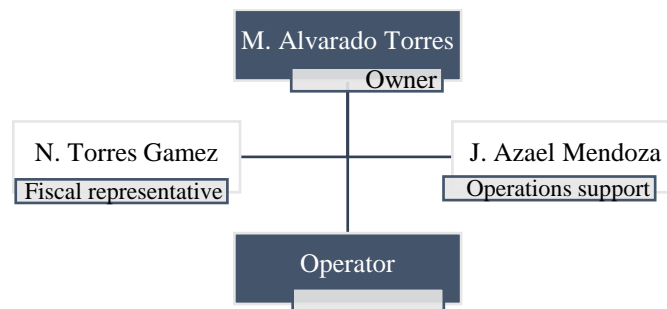 M. Alvarado Torres
Owner
N. Torres Gamez
Fiscal representative
J. Azael Mendoza
Operations support
Operator